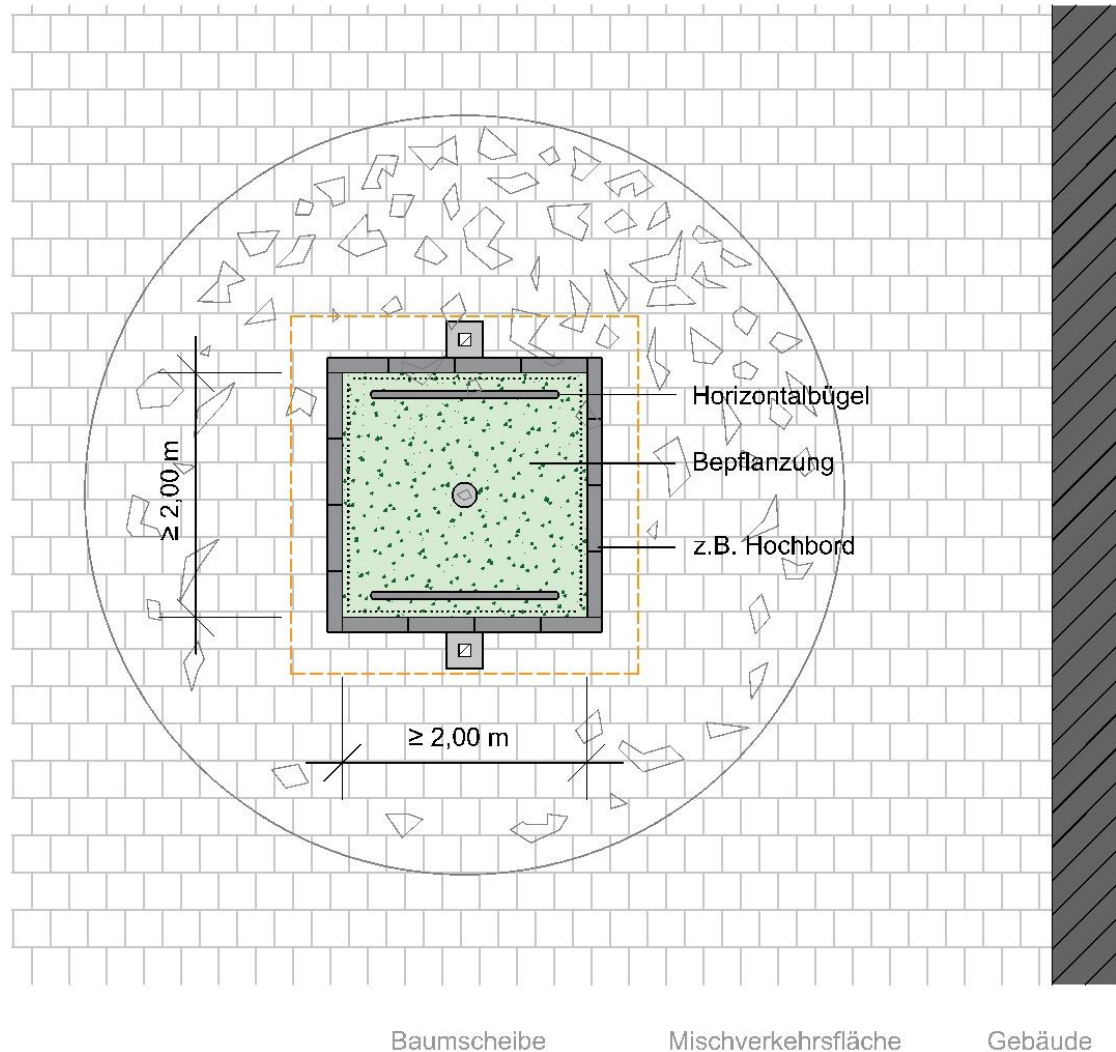 Horizontalbügel
Bepflanzung
z.B. Hochbord
≥ 2,00 m
≥ 2,00 m
Baumscheibe Mischverkehrsfläche Gebäude